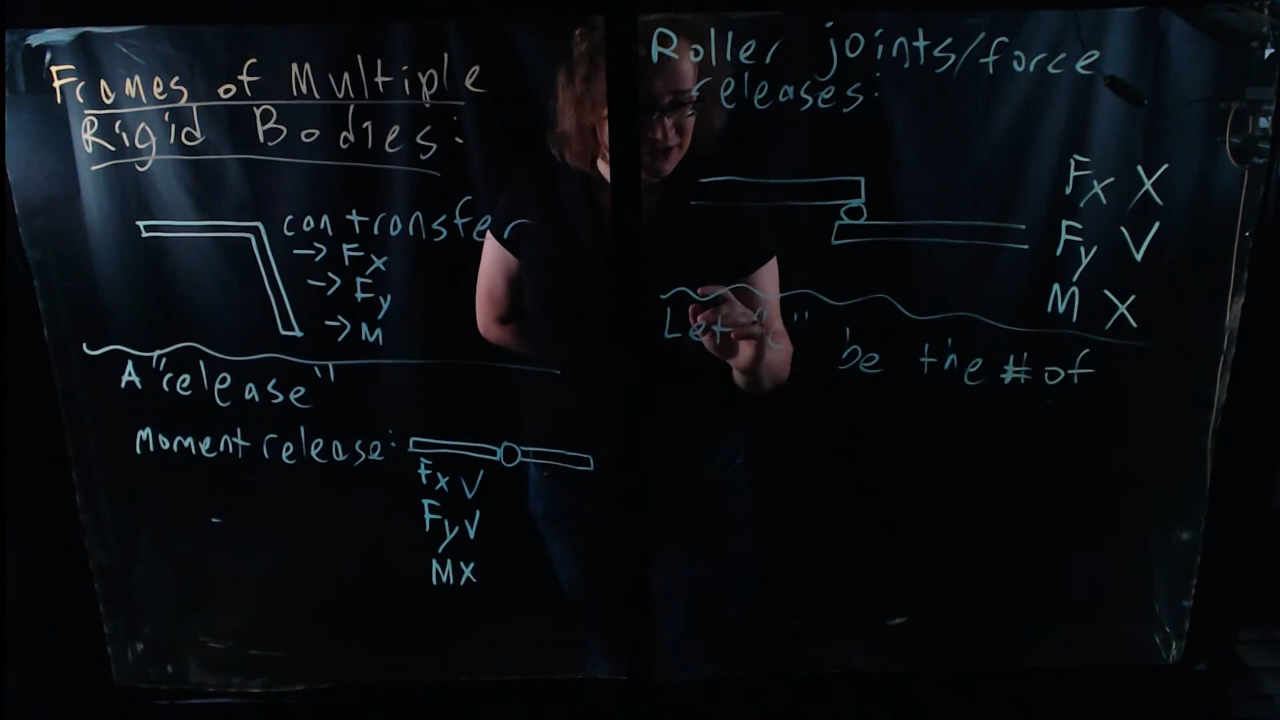 Frames of Multiple
Rigid Bodies:
can transfer
→ Fx
→ Fy
→ M
A "release"
Moment release:
Fx V
Fy V
M X
Roller joints/force
releases:
Fx X
Fy V
M X
Let " be the # of